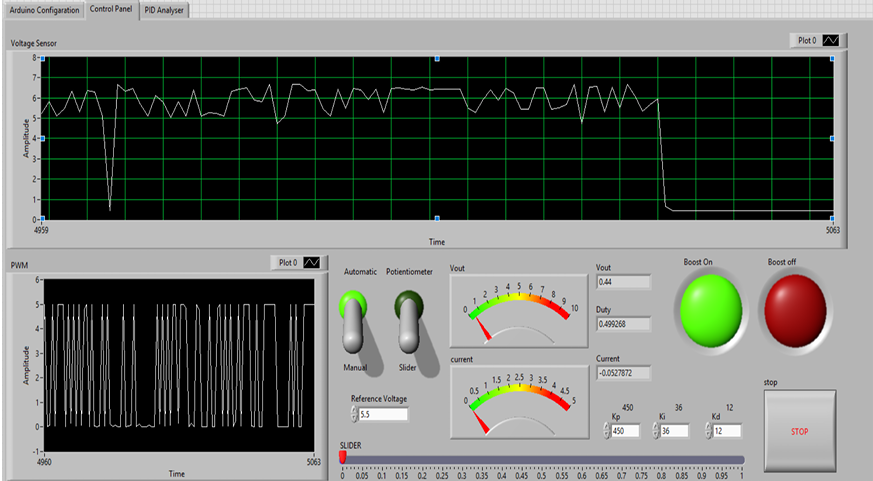 Arduino Configaration Control Panel PID Analyser
Voltage Sensor Plot 0
8
7
6
5
4
3
2
1
0
Amplitude
4959 5063
Time
PWM Plot 0
6
5
4
3
2
1
0
-1
Amplitude
4960 5063
Time
Automatic Potientiometer
Manual Slider
Reference Voltage
5.5
Vout
0 1 2 3 4 5 6 7 8 9 10
current
0 0.5 1 1.5 2 2.5 3 3.5 4 4.5 5
Vout
0.44
Duty
0.499268
Current
-0.0527872
Boost On Boost off
450 36 12
Kp Ki Kd
450 36 12
stop
STOP
SLIDER
0 0.05 0.1 0.15 0.2 0.25 0.3 0.35 0.4 0.45 0.5 0.55 0.6 0.65 0.7 0.75 0.8 0.85 0.9 0.95 1